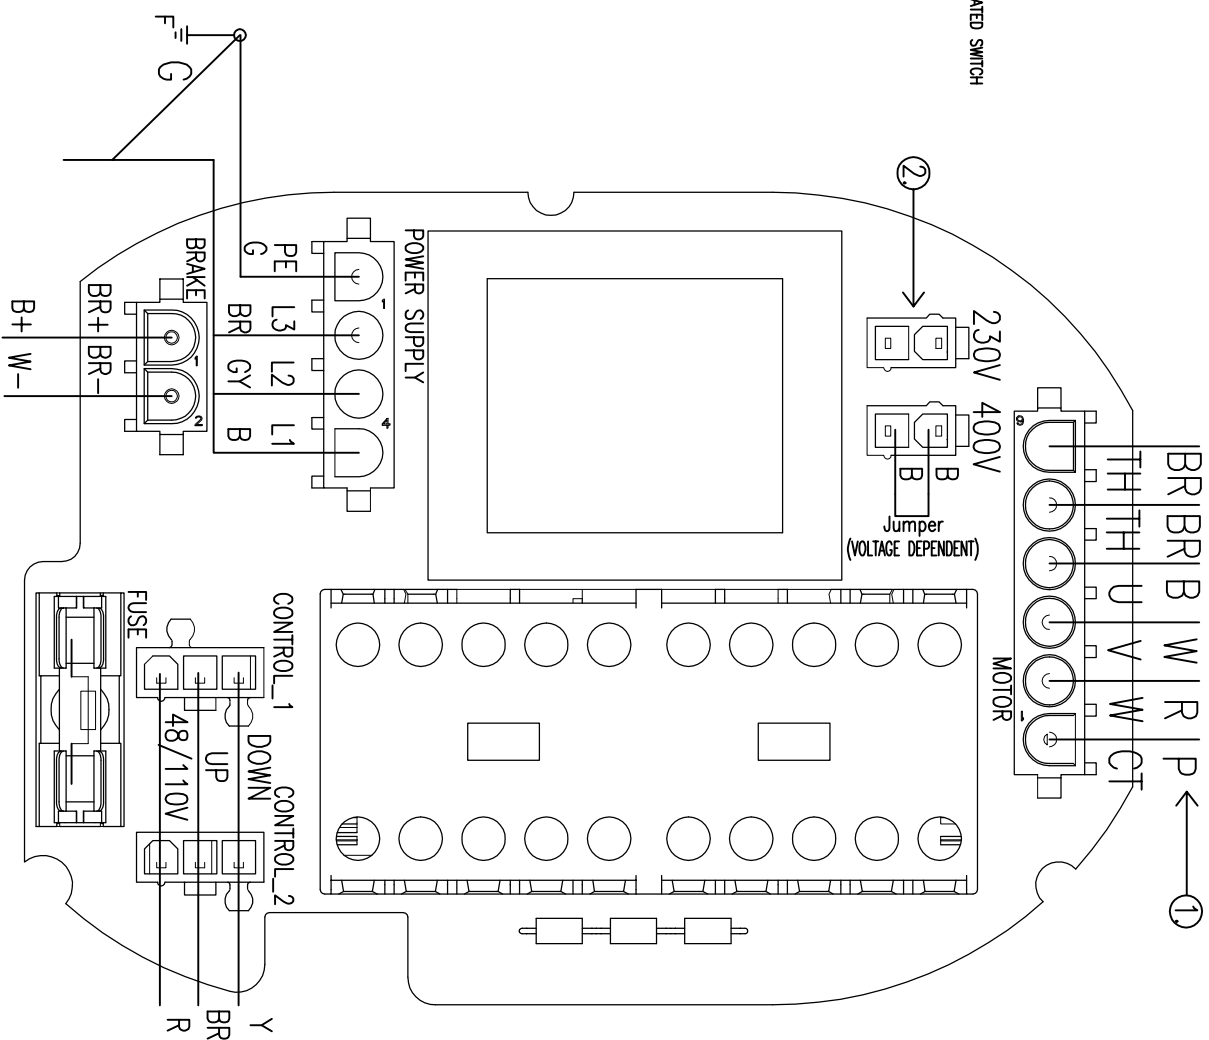 BR BR B W R P 1.
TH TH U V W CT
6 1
MOTOR
ATED SWITCH
230V 400V
B
2.
B
Jumper
(VOLTAGE DEPENDENT)
POWER SUPPLY
1 4
PE L3 L2 L1
G BR GY B
CONTROL_1 CONTROL_2
DOWN
UP
48/110V
Y
BR
R
BRAKE
1 2
FUSE
BR+ BR-
B+ W-
G
F